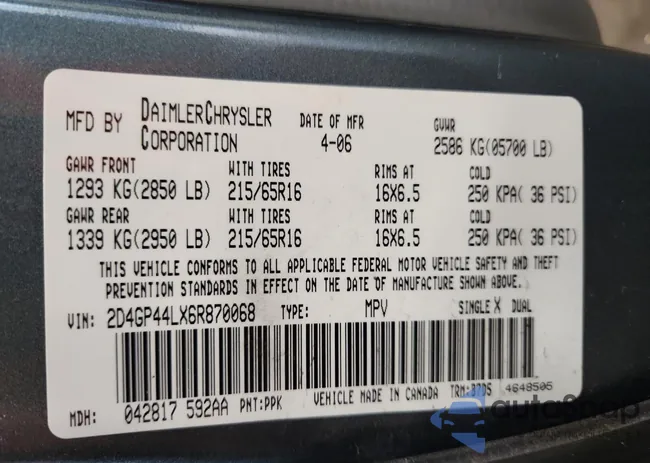 MFD BY DAIMLERCHRYSLER CORPORATION DATE OF MFR 4-06 GVWR 2586 KG(05700 LB)
GAWR FRONT WITH TIRES RIMS AT COLD
1293 KG(2850 LB) 215/65R16 16X6.5 250 KPA( 36 PSI)
GAWR REAR WITH TIRES RIMS AT COLD
1339 KG(2950 LB) 215/65R16 16X6.5 250 KPA( 36 PSI)
THIS VEHICLE CONFORMS TO ALL APPLICABLE FEDERAL MOTOR VEHICLE SAFETY AND THEFT
PREVENTION STANDARDS IN EFFECT ON THE DATE OF MANUFACTURE SHOWN ABOVE.
VIN: 2D4GP44LX6R870068 TYPE: MPV SINGLE X DUAL
MDH: 042817 592AA PNT:PPK VEHICLE MADE IN CANADA TRM:87D5 4648505